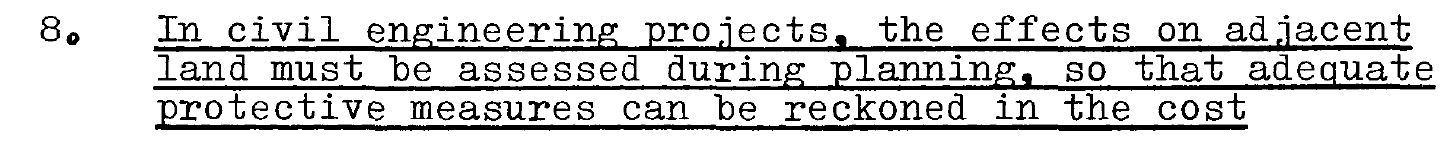 8. In civil engineering projects, the effects on adjacent
land must be assessed during planning, so that adequate
protective measures can be reckoned in the cost